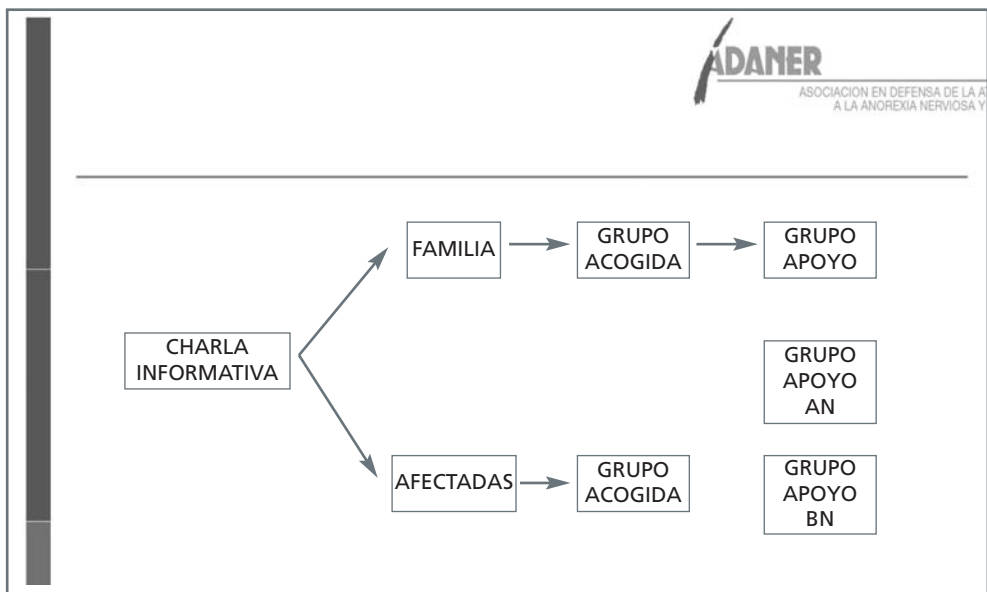 ADANER
ASOCIACION EN DEFENSA DE LA
A LA ANOREXIA NERVIOSA Y
FAMILIA
GRUPO
ACOGIDA
GRUPO
APOYO
CHARLA
INFORMATIVA
GRUPO
APOYO
AN
AFECTADAS
GRUPO
ACOGIDA
GRUPO
APOYO
BN